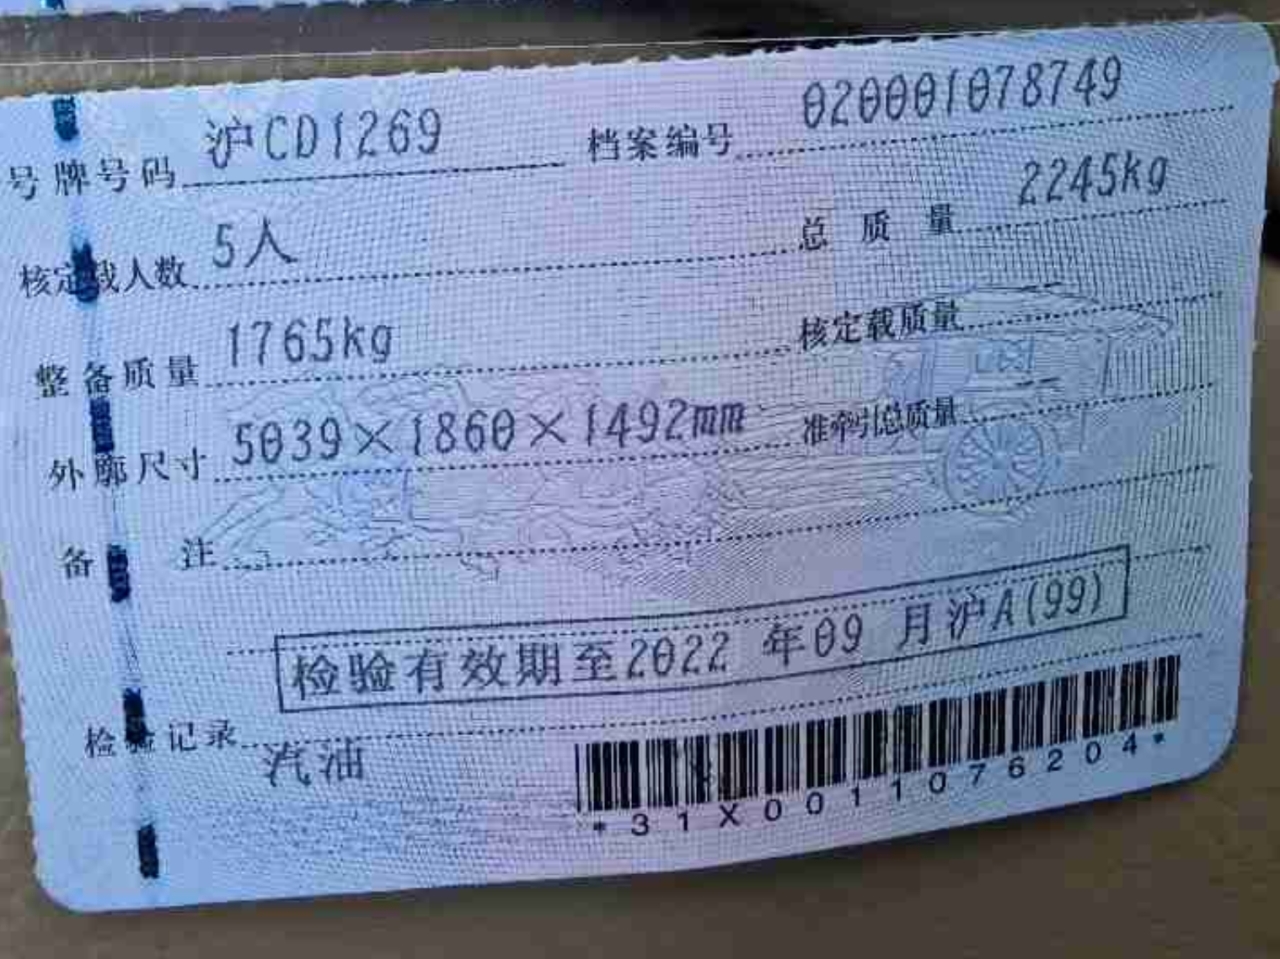 号牌号码 沪CD1269 档案编号 020001078749
核定载人数 5人 总质量 2245kg
整备质量 1765kg 核定载质量
外廓尺寸 5039×1860×1492mm 准牵引总质量
备注
检验有效期至2022年09月沪A(99)
检验记录
汽油
*31X0011076204*